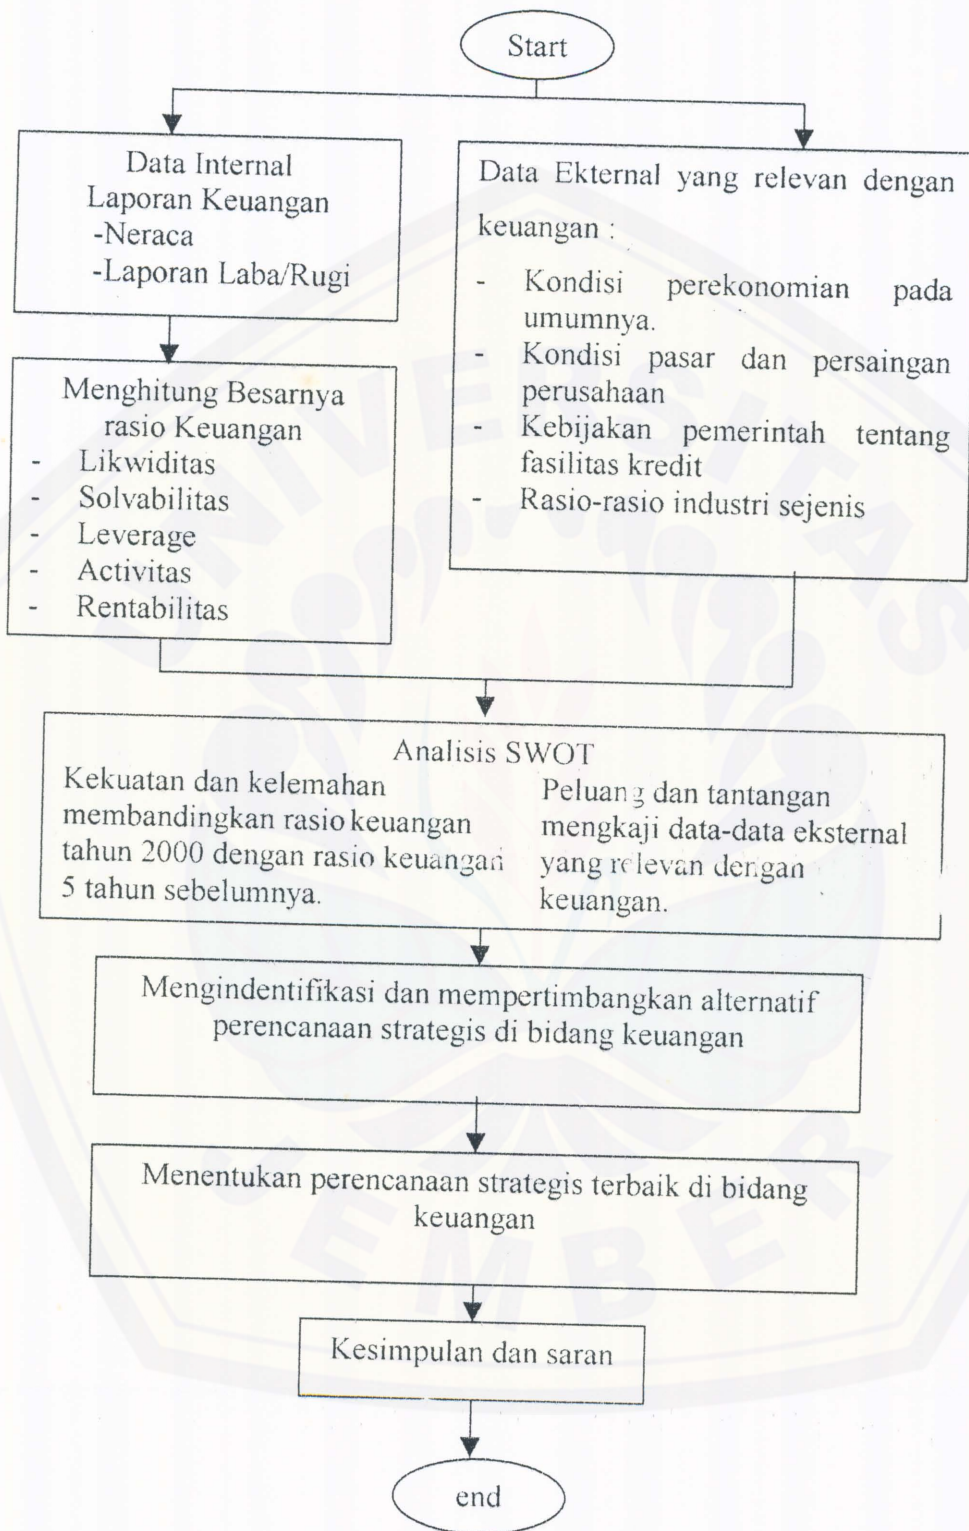 Start
Data Internal
Laporan Keuangan
-Neraca
-Laporan Laba/Rugi
Data Ekternal yang relevan dengan
keuangan :
- Kondisi perekonomian pada
umumnya.
- Kondisi pasar dan persaingan
perusahaan
- Kebijakan pemerintah tentang
fasilitas kredit
- Rasio-rasio industri sejenis
Menghitung Besarnya
rasio Keuangan
- Likwiditas
- Solvabilitas
- Leverage
- Activitas
- Rentabilitas
Analisis SWOT
Kekuatan dan kelemahan
membandingkan rasio keuangan
tahun 2000 dengan rasio keuangan
5 tahun sebelumnya.
Peluang dan tantangan
mengkaji data-data eksternal
yang relevan dengan
keuangan.
Mengindentifikasi dan mempertimbangkan alternatif
perencanaan strategis di bidang keuangan
Menentukan perencanaan strategis terbaik di bidang
keuangan
Kesimpulan dan saran
end
UNIVERSITAS
JEMBER